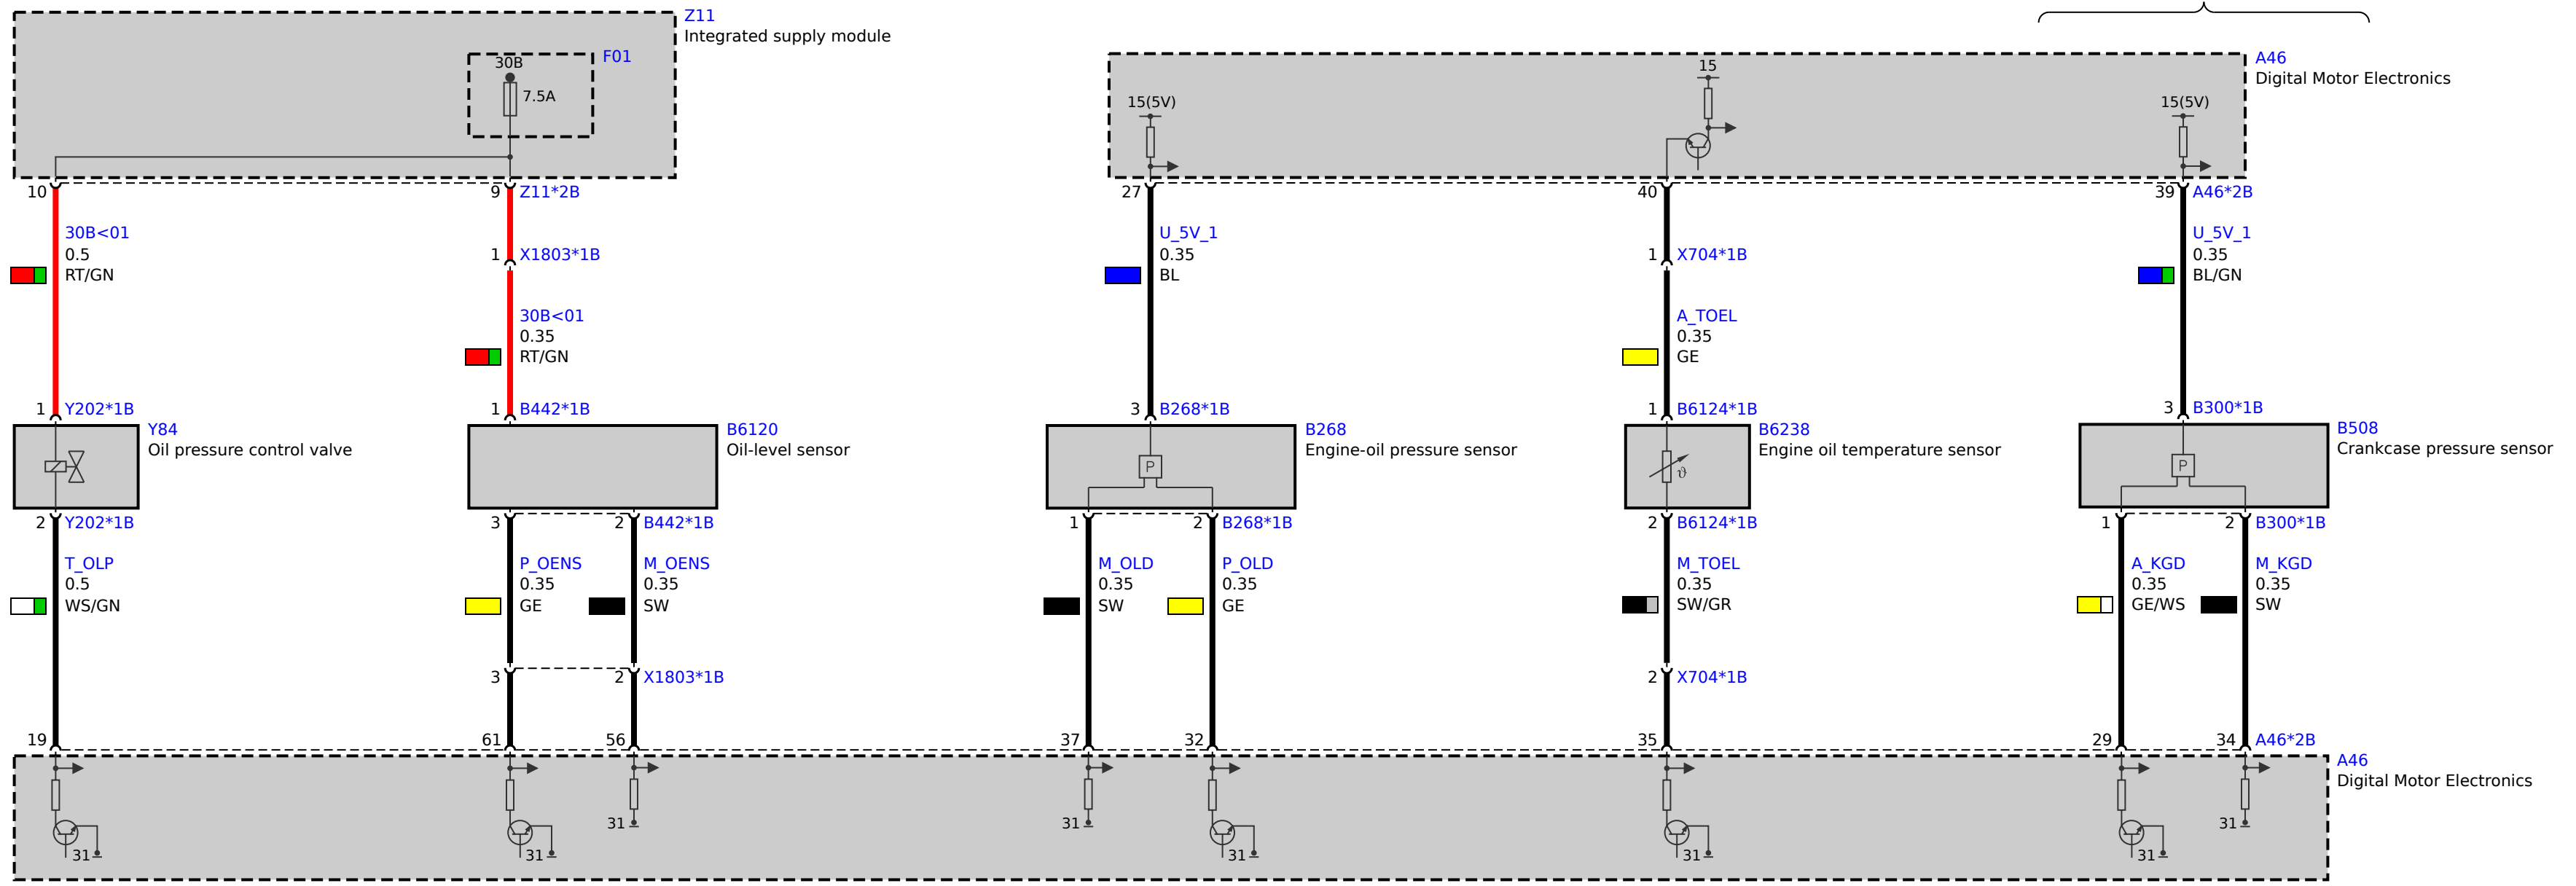 Z11
Integrated supply module
F01
30B
7.5A
A46
Digital Motor Electronics
15
15(5V)
15(5V)
10
9
Z11*2B
27
40
39
A46*2B
30B<01
0.5
RT/GN
1
X1803*1B
30B<01
0.35
RT/GN
U_5V_1
0.35
BL
1
X704*1B
A_TOEL
0.35
GE
U_5V_1
0.35
BL/GN
1
Y202*1B
1
B442*1B
3
B268*1B
1
B6124*1B
3
B300*1B
Y84
Oil pressure control valve
B6120
Oil-level sensor
P
B268
Engine-oil pressure sensor
ϑ
B6238
Engine oil temperature sensor
P
B508
Crankcase pressure sensor
2
Y202*1B
3
2
B442*1B
1
2
B268*1B
2
B6124*1B
1
2
B300*1B
T_OLP
0.5
WS/GN
P_OENS
0.35
GE
M_OENS
0.35
SW
M_OLD
0.35
SW
P_OLD
0.35
GE
M_TOEL
0.35
SW/GR
A_KGD
0.35
GE/WS
M_KGD
0.35
SW
3
2
X1803*1B
2
X704*1B
19
61
56
37
32
35
29
34
A46*2B
A46
Digital Motor Electronics
31
31
31
31
31
31
31
31